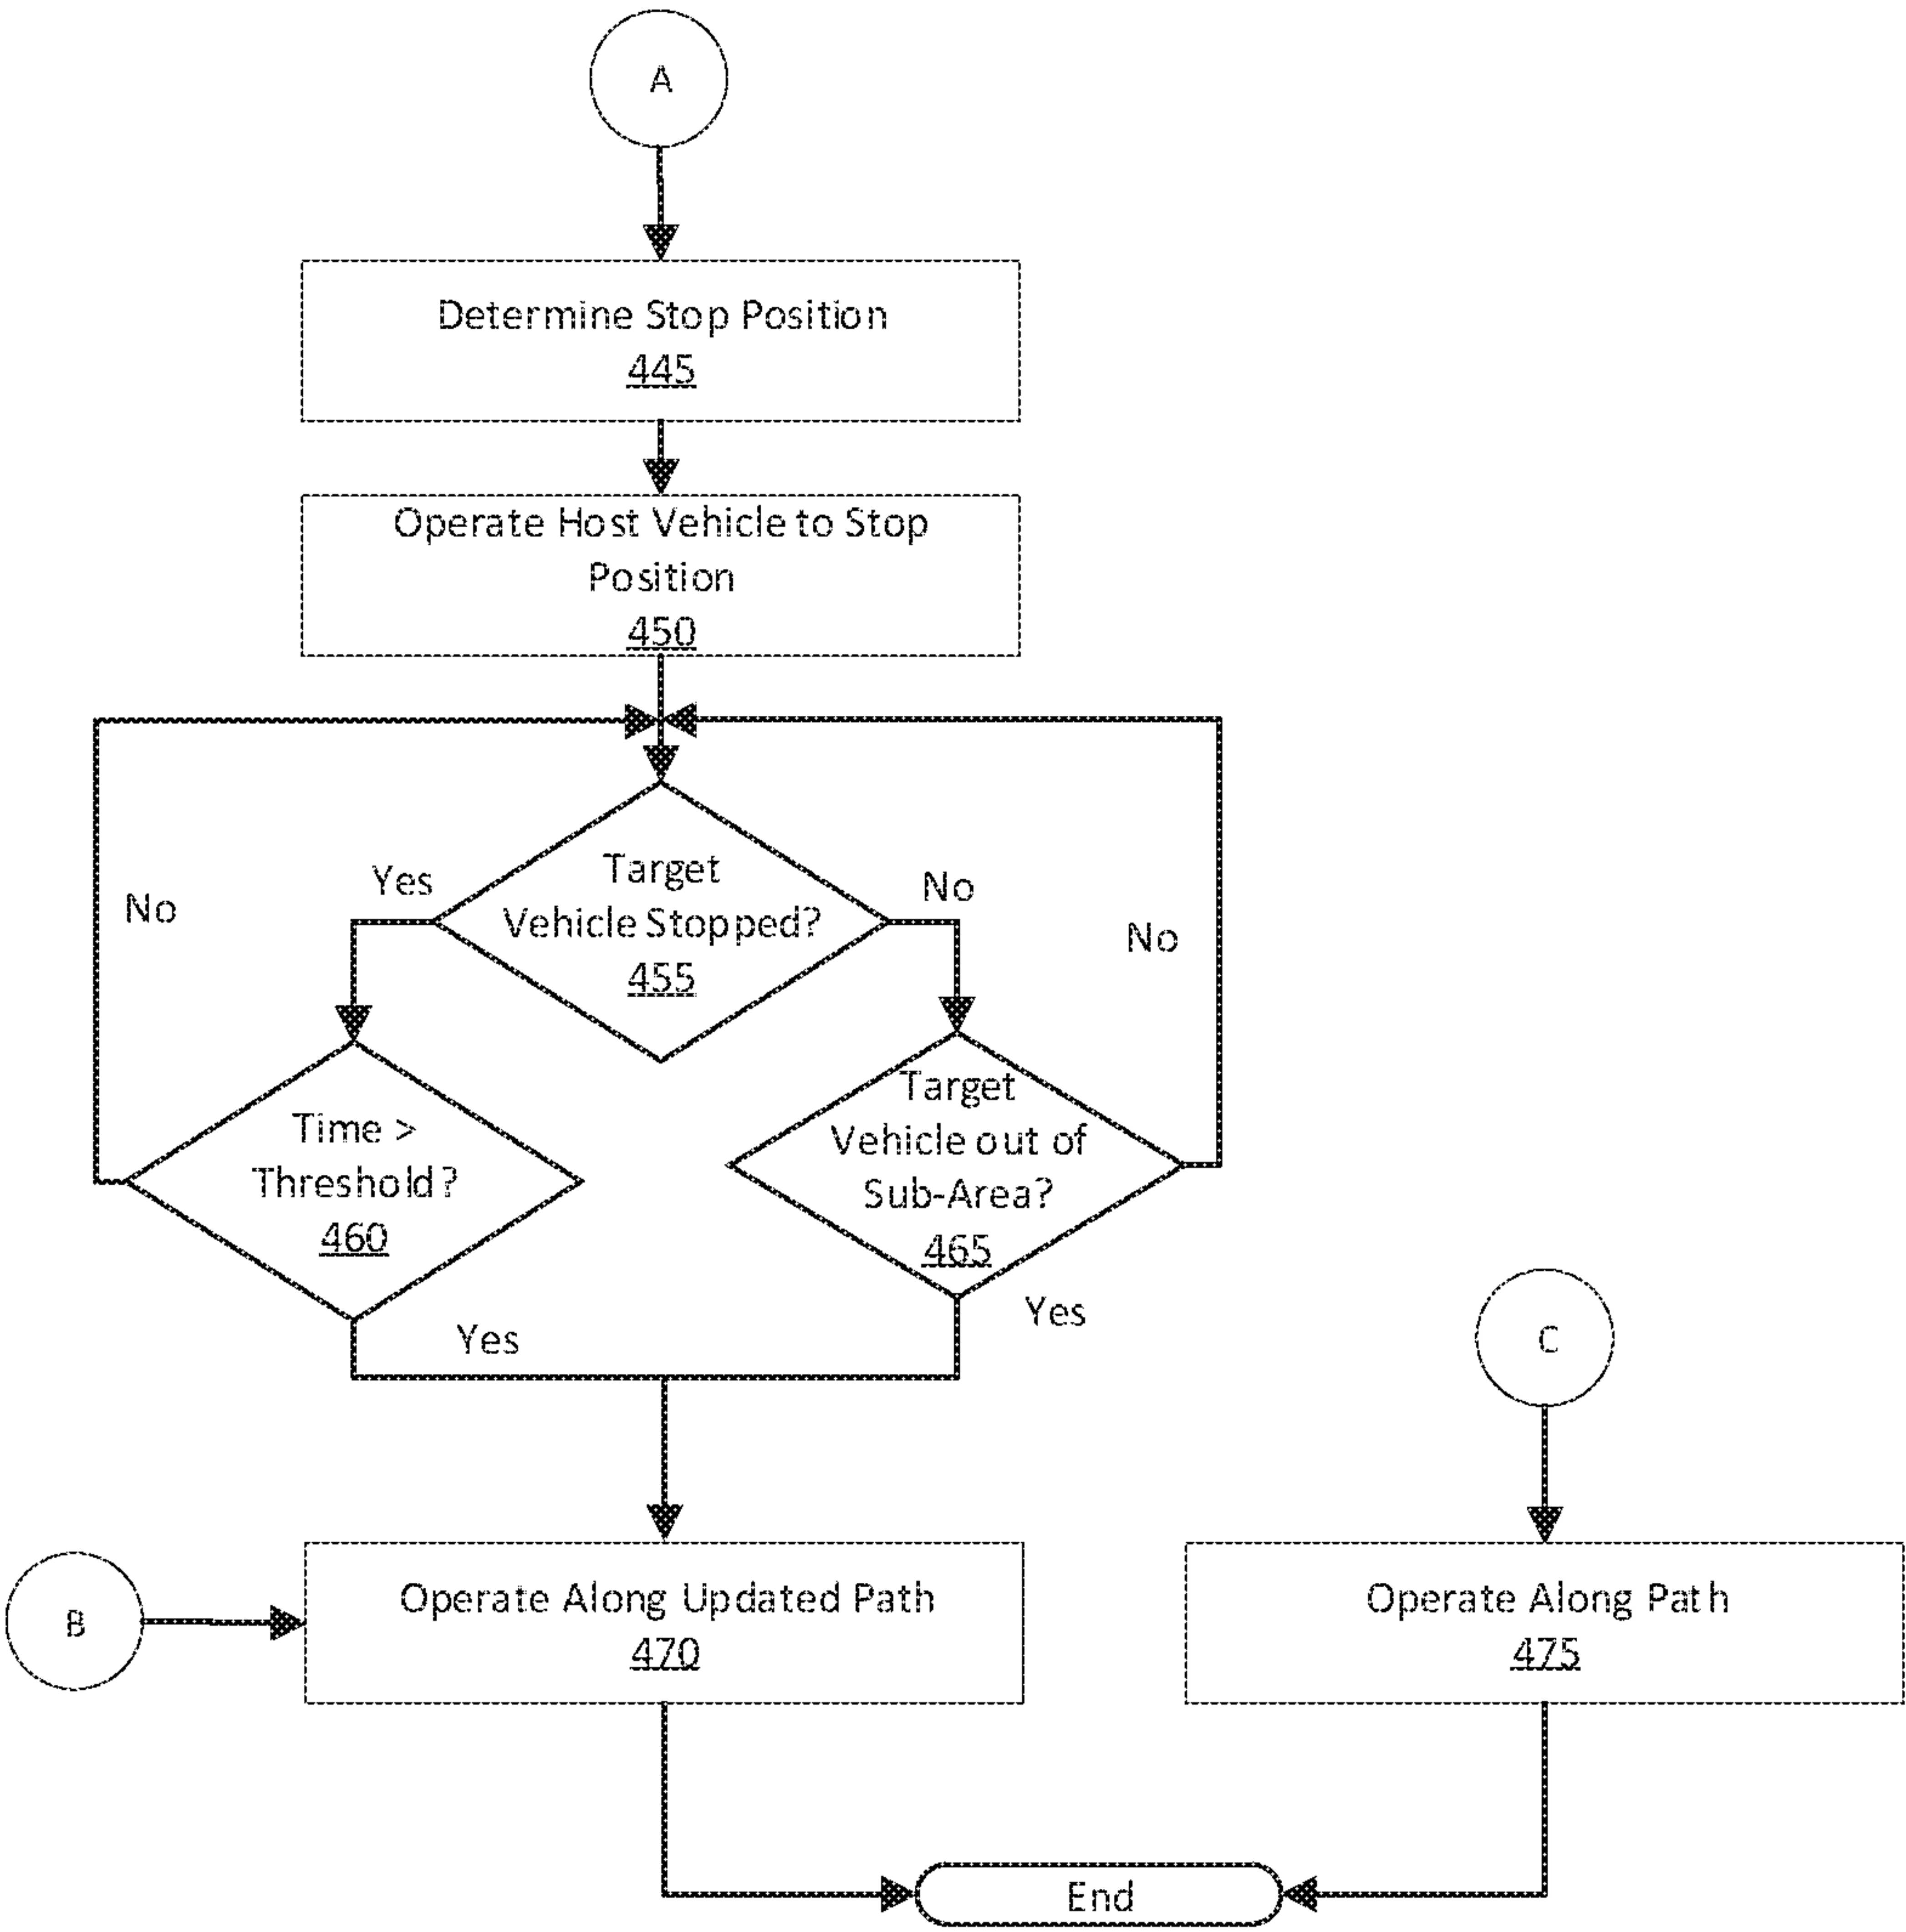 A
Determine Stop Position
445
Operate Host Vehicle to Stop
Position
450
Yes
Target
Vehicle Stopped?
455
No
No
No
Time >
Threshold?
460
Target
Vehicle out of
Sub-Area?
465
Yes
Yes
C
B
Operate Along Updated Path
470
Operate Along Path
475
End